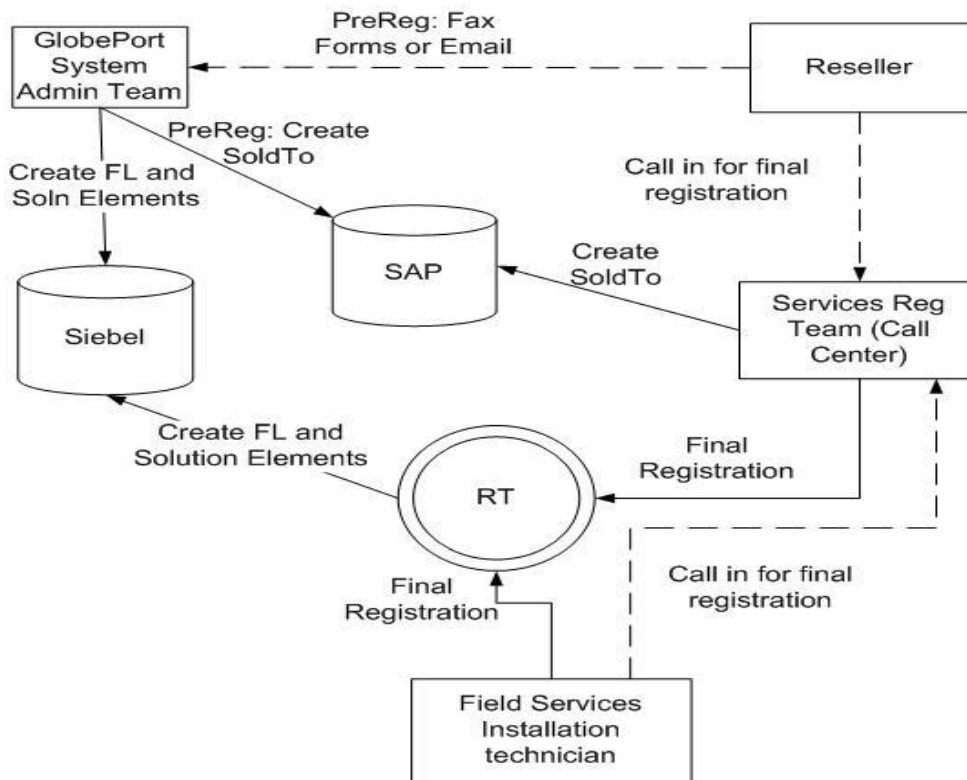 GlobePort
System
Admin Team
PreReg: Fax
Forms or Email
Reseller
PreReg: Create
SoldTo
Create FL and
Soln Elements
Call in for final
registration
SAP
Create
SoldTo
Siebel
Services Reg
Team (Call
Center)
Create FL and
Solution Elements
RT
Final
Registration
Final
Registration
Call in for final
registration
Field Services
Installation
technician